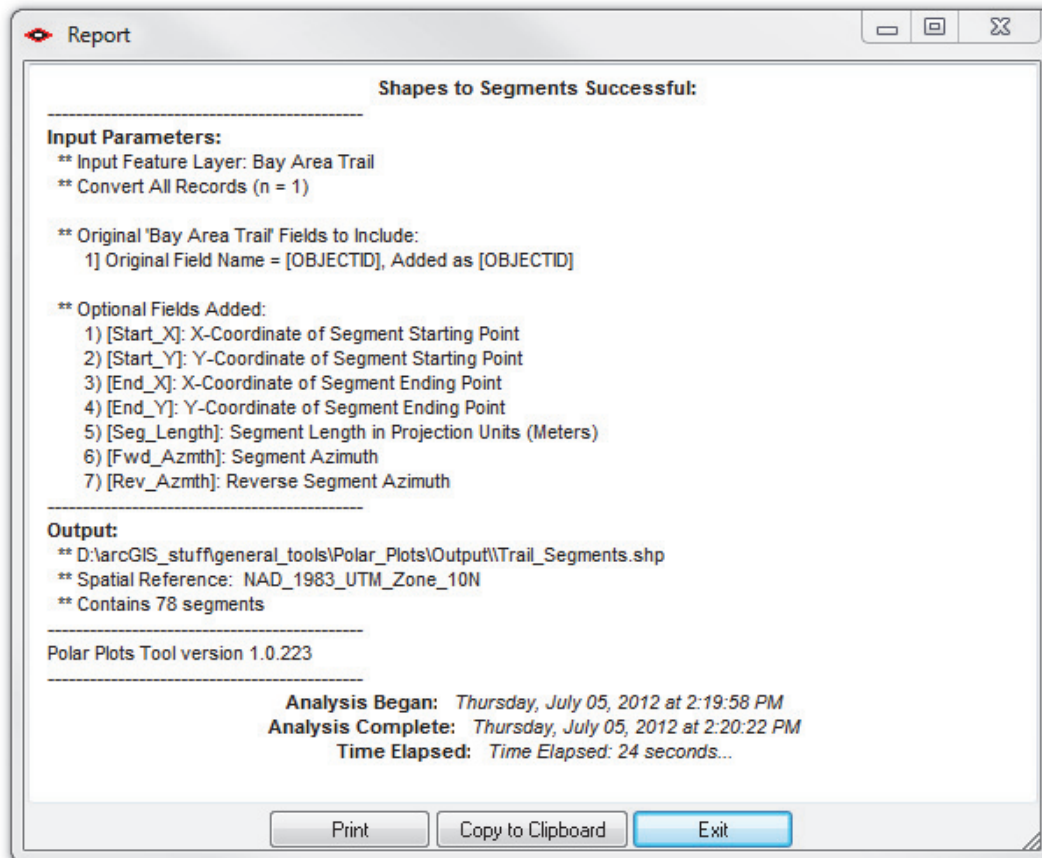 Report
Shapes to Segments Successful:
---------------------------------------------
Input Parameters:
** Input Feature Layer: Bay Area Trail
** Convert All Records (n = 1)
** Original 'Bay Area Trail' Fields to Include:
1] Original Field Name = [OBJECTID], Added as [OBJECTID]
** Optional Fields Added:
1) [Start_X]: X-Coordinate of Segment Starting Point
2) [Start_Y]: Y-Coordinate of Segment Starting Point
3) [End_X]: X-Coordinate of Segment Ending Point
4) [End_Y]: Y-Coordinate of Segment Ending Point
5) [Seg_Length]: Segment Length in Projection Units (Meters)
6) [Fwd_Azmth]: Segment Azimuth
7) [Rev_Azmth]: Reverse Segment Azimuth
---------------------------------------------
Output:
** D:\arcGIS_stuff\general_tools\Polar_Plots\Output\\Trail_Segments.shp
** Spatial Reference:  NAD_1983_UTM_Zone_10N
** Contains 78 segments
---------------------------------------------
Polar Plots Tool version 1.0.223
---------------------------------------------
Analysis Began: Thursday, July 05, 2012 at 2:19:58 PM
Analysis Complete: Thursday, July 05, 2012 at 2:20:22 PM
Time Elapsed: Time Elapsed: 24 seconds...
Print Copy to Clipboard Exit